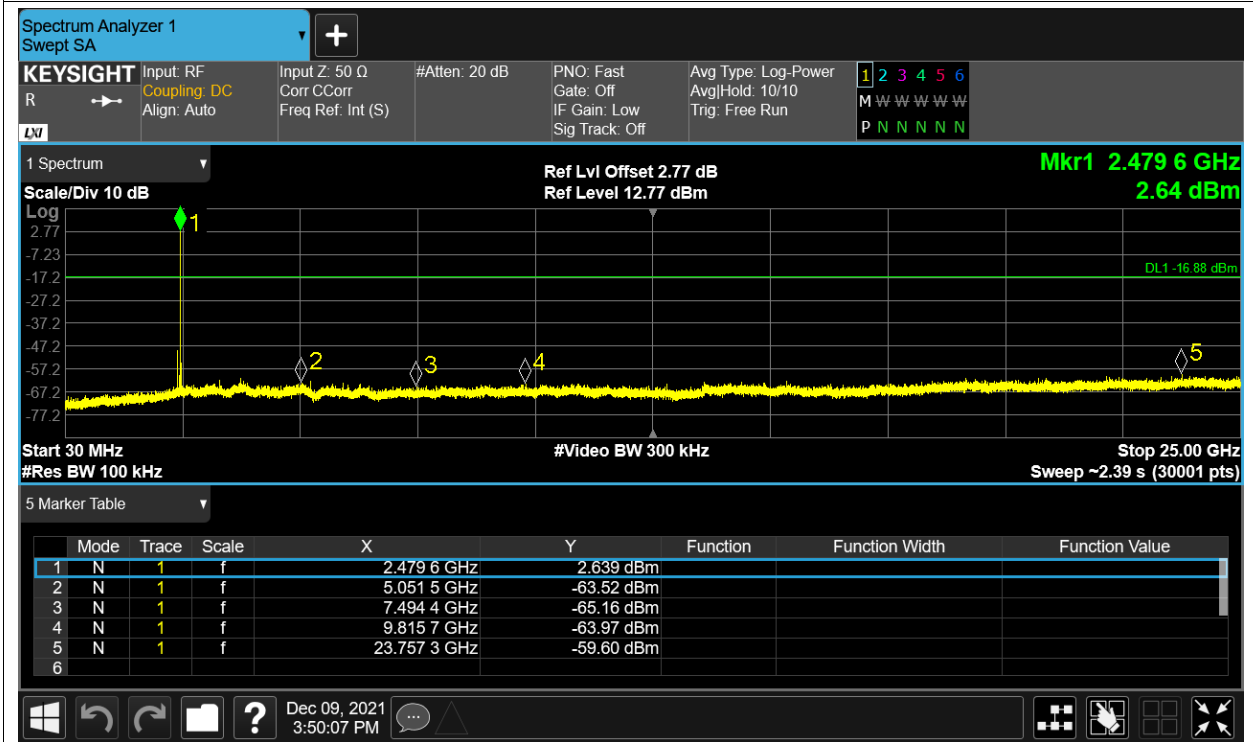 Spectrum Analyzer 1
Swept SA
+
KEYSIGHT
R
LXI
Input: RF
Coupling: DC
Align: Auto
Input Z: 50 Ω
Corr CCorr
Freq Ref: Int (S)
#Atten: 20 dB
PNO: Fast
Gate: Off
IF Gain: Low
Sig Track: Off
Avg Type: Log-Power
Avg|Hold: 10/10
Trig: Free Run
1 2 3 4 5 6
M W W W W W
P N N N N N
1 Spectrum
Scale/Div 10 dB
Ref Lvl Offset 2.77 dB
Ref Level 12.77 dBm
Mkr1 2.479 6 GHz
2.64 dBm
Log
2.77
-7.23
-17.2
-27.2
-37.2
-47.2
-57.2
-67.2
-77.2
1
2
3
4
5
DL1 -16.88 dBm
Start 30 MHz
#Res BW 100 kHz
#Video BW 300 kHz
Stop 25.00 GHz
Sweep ~2.39 s (30001 pts)
5 Marker Table
Mode Trace Scale X Y Function Function Width Function Value
1 N 1 f 2.479 6 GHz 2.639 dBm
2 N 1 f 5.051 5 GHz -63.52 dBm
3 N 1 f 7.494 4 GHz -65.16 dBm
4 N 1 f 9.815 7 GHz -63.97 dBm
5 N 1 f 23.757 3 GHz -59.60 dBm
6
?
Dec 09, 2021
3:50:07 PM